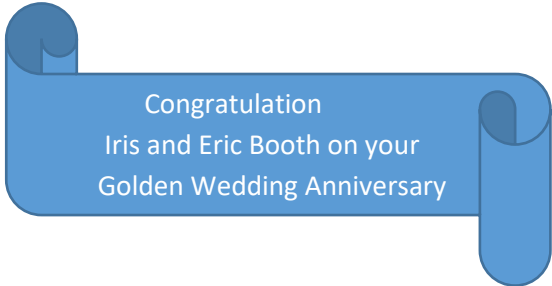 Congratulation
Iris and Eric Booth on your
Golden Wedding Anniversary